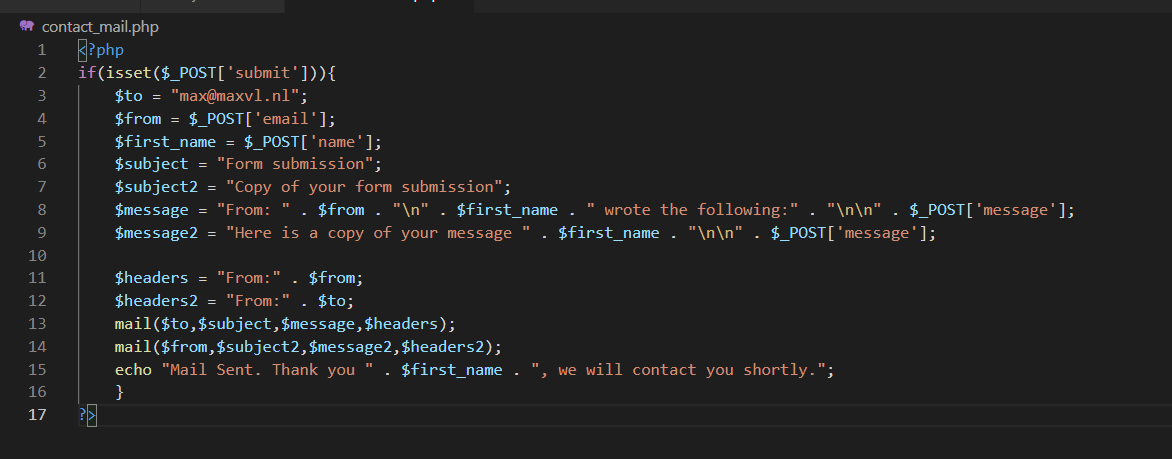 contact_mail.php
1 <?php
2 if(isset($_POST['submit'])){
3     $to = "max@maxvl.nl";
4     $from = $_POST['email'];
5     $first_name = $_POST['name'];
6     $subject = "Form submission";
7     $subject2 = "Copy of your form submission";
8     $message = "From: " . $from . "\n" . $first_name . " wrote the following:" . "\n\n" . $_POST['message'];
9     $message2 = "Here is a copy of your message " . $first_name . "\n\n" . $_POST['message'];
10
11     $headers = "From:" . $from;
12     $headers2 = "From:" . $to;
13     mail($to,$subject,$message,$headers);
14     mail($from,$subject2,$message2,$headers2);
15     echo "Mail Sent. Thank you " . $first_name . ", we will contact you shortly.";
16     }
17 ?>